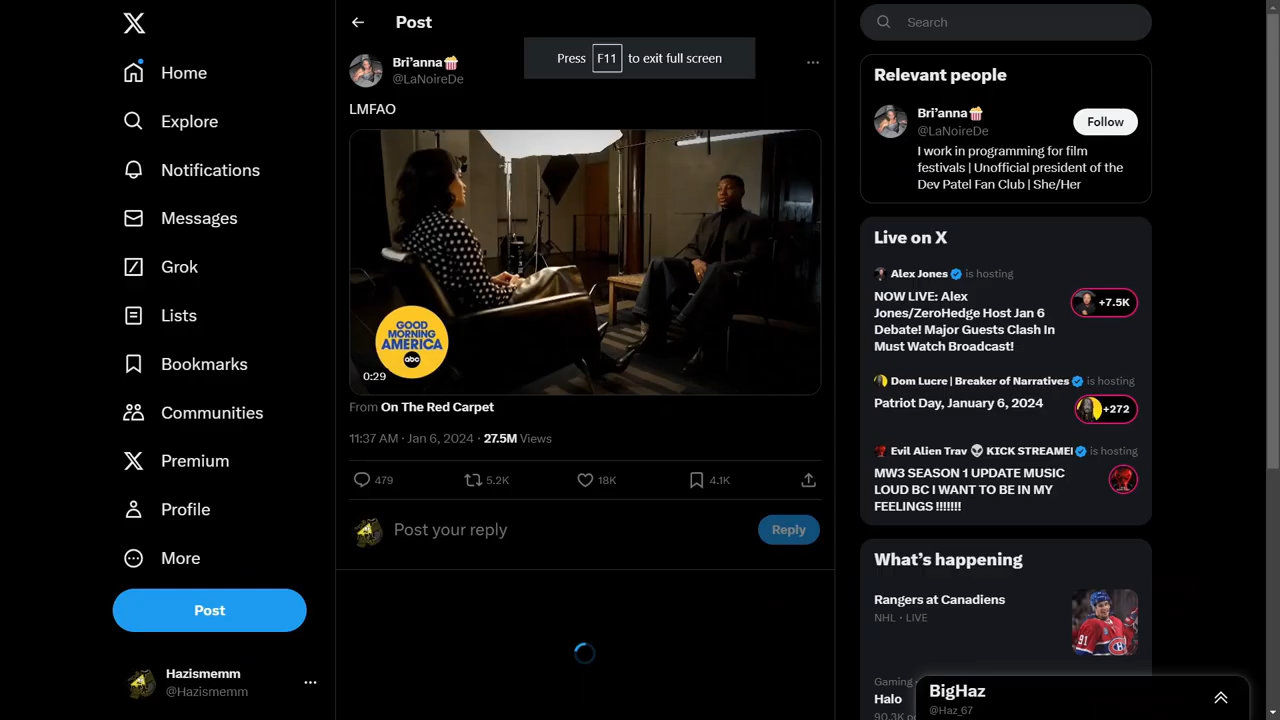 Home
Explore
Notifications
Messages
Grok
Lists
Bookmarks
Communities
Premium
Profile
More
Post
Hazismemm
@Hazismemm
Post
Press F11 to exit full screen
Bri'anna
@LaNoireDe
LMFAO
GOOD
MORNING
AMERICA
abc
0:29
From On The Red Carpet
11:37 AM · Jan 6, 2024 · 27.5M Views
479
5.2K
18K
4.1K
Post your reply
Reply
Search
Relevant people
Bri'anna
@LaNoireDe
Follow
I work in programming for film
festivals | Unofficial president of the
Dev Patel Fan Club | She/Her
Live on X
Alex Jones is hosting
NOW LIVE: Alex
Jones/ZeroHedge Host Jan 6
Debate! Major Guests Clash In
Must Watch Broadcast!
+7.5K
Dom Lucre | Breaker of Narratives is hosting
Patriot Day, January 6, 2024
+272
Evil Alien Trav KICK STREAME is hosting
MW3 SEASON 1 UPDATE MUSIC
LOUD BC I WANT TO BE IN MY
FEELINGS !!!!!!!
What's happening
Rangers at Canadiens
NHL · LIVE
91
Gaming ·
Halo
90.3K
BigHaz
@Haz_67